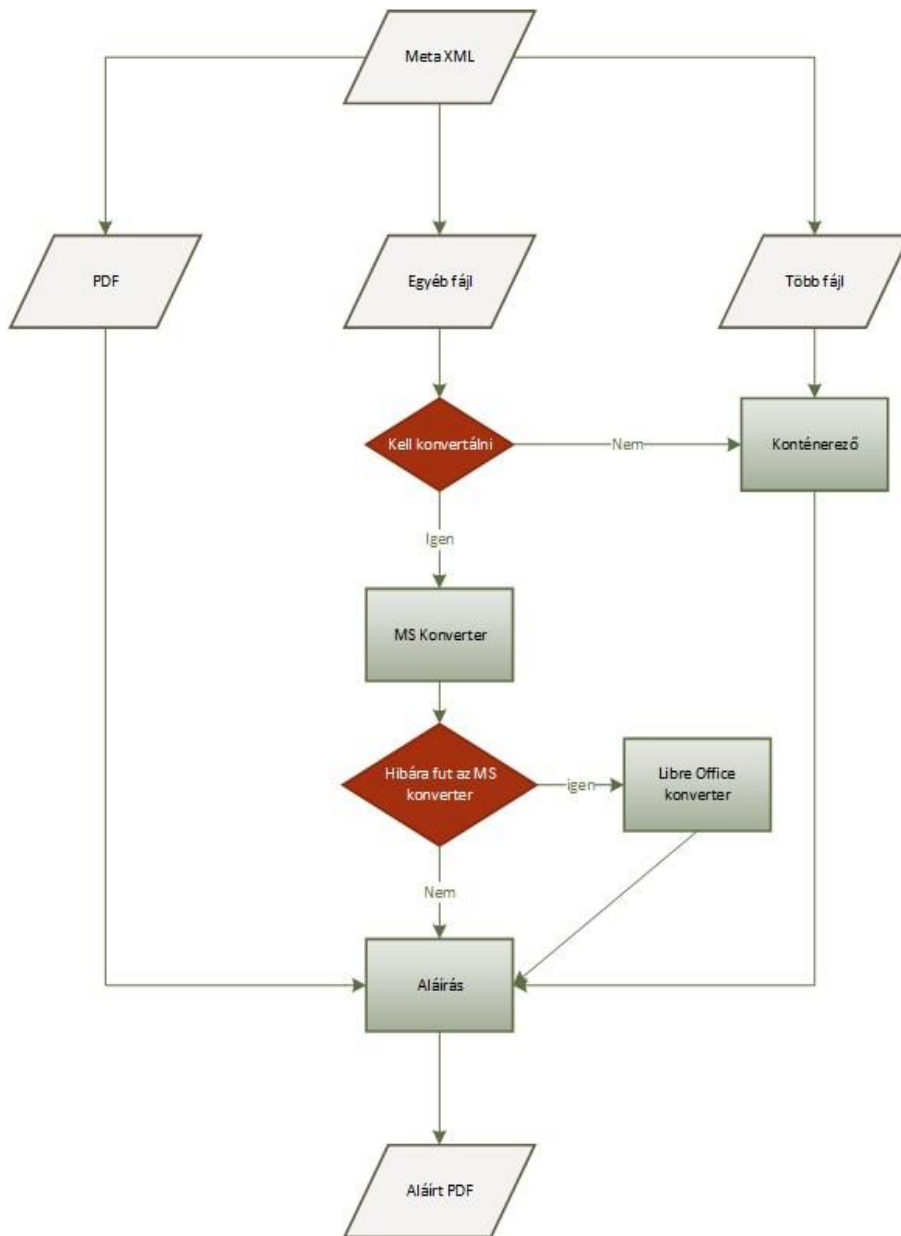 Meta XML
PDF
Egyéb fájl
Több fájl
Kell konvertálni
Nem
Konténerező
Igen
MS Konverter
Hibára fut az MS
konverter
igen
Libre Office
konverter
Nem
Aláírás
Aláírt PDF